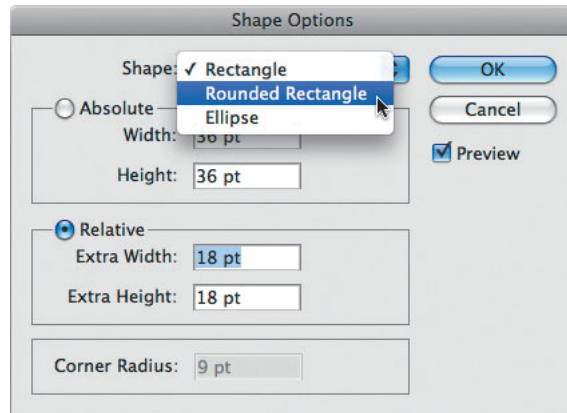 Shape Options
Shape: ✓ Rectangle
Rounded Rectangle
Ellipse
OK
Cancel
Preview
Absolute
Width: 36 pt
Height: 36 pt
Relative
Extra Width: 18 pt
Extra Height: 18 pt
Corner Radius: 9 pt